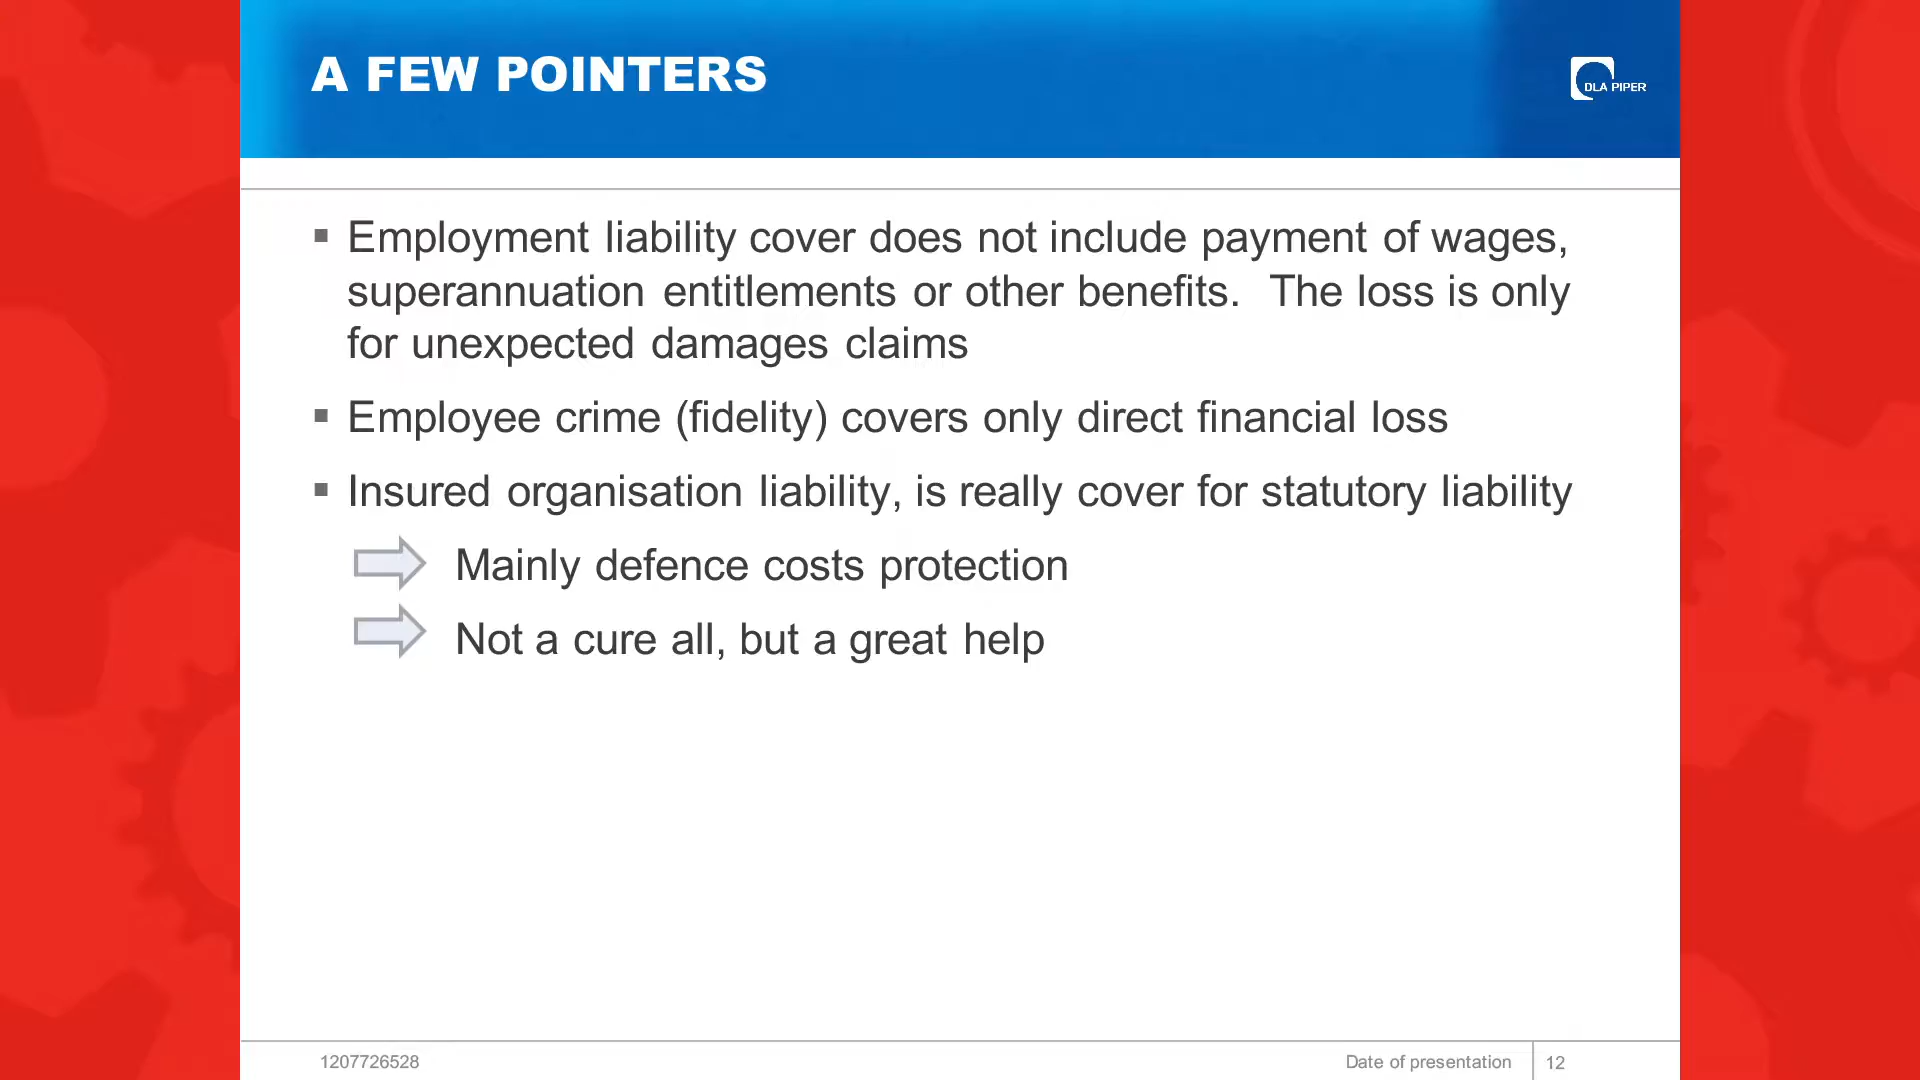 A FEW POINTERS
DLA PIPER
▪ Employment liability cover does not include payment of wages,
superannuation entitlements or other benefits.  The loss is only
for unexpected damages claims
▪ Employee crime (fidelity) covers only direct financial loss
▪ Insured organisation liability, is really cover for statutory liability
Mainly defence costs protection
Not a cure all, but a great help
1207726528
Date of presentation
12